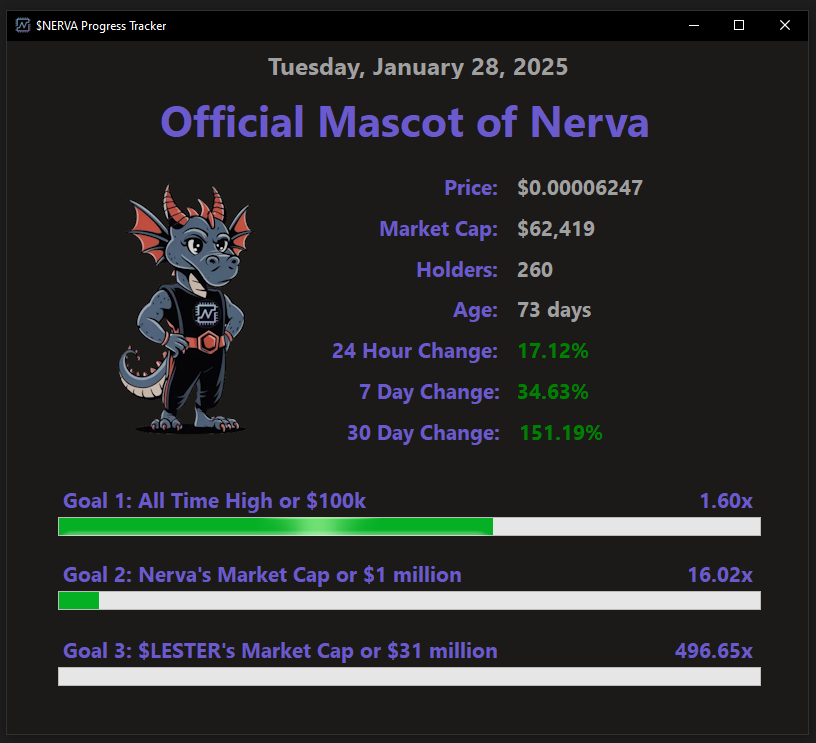 $NERVA Progress Tracker
Tuesday, January 28, 2025
Official Mascot of Nerva
Price: $0.00006247
Market Cap: $62,419
Holders: 260
Age: 73 days
24 Hour Change: 17.12%
7 Day Change: 34.63%
30 Day Change: 151.19%
Goal 1: All Time High or $100k 1.60x
Goal 2: Nerva's Market Cap or $1 million 16.02x
Goal 3: $LESTER's Market Cap or $31 million 496.65x